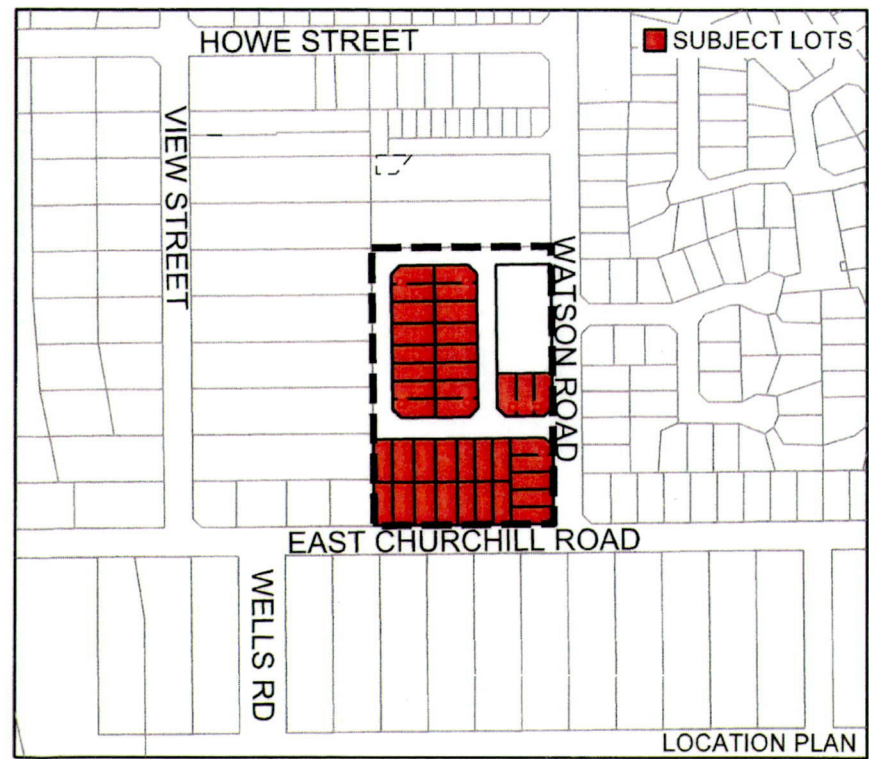 HOWE STREET
SUBJECT LOTS
VIEW STREET
WATSON ROAD
EAST CHURCHILL ROAD
WELLS RD
LOCATION PLAN